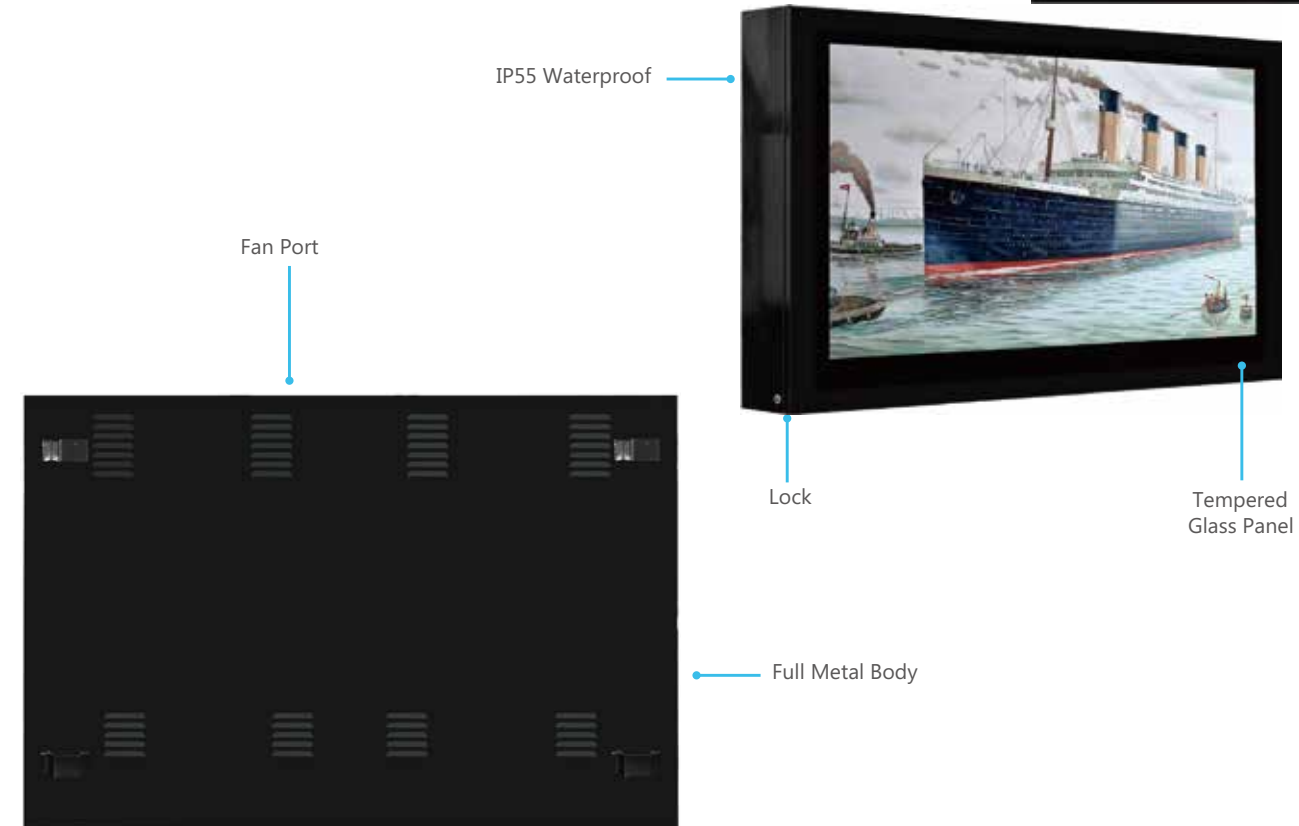 IP55 Waterproof
Fan Port
Lock
Tempered
Glass Panel
Full Metal Body